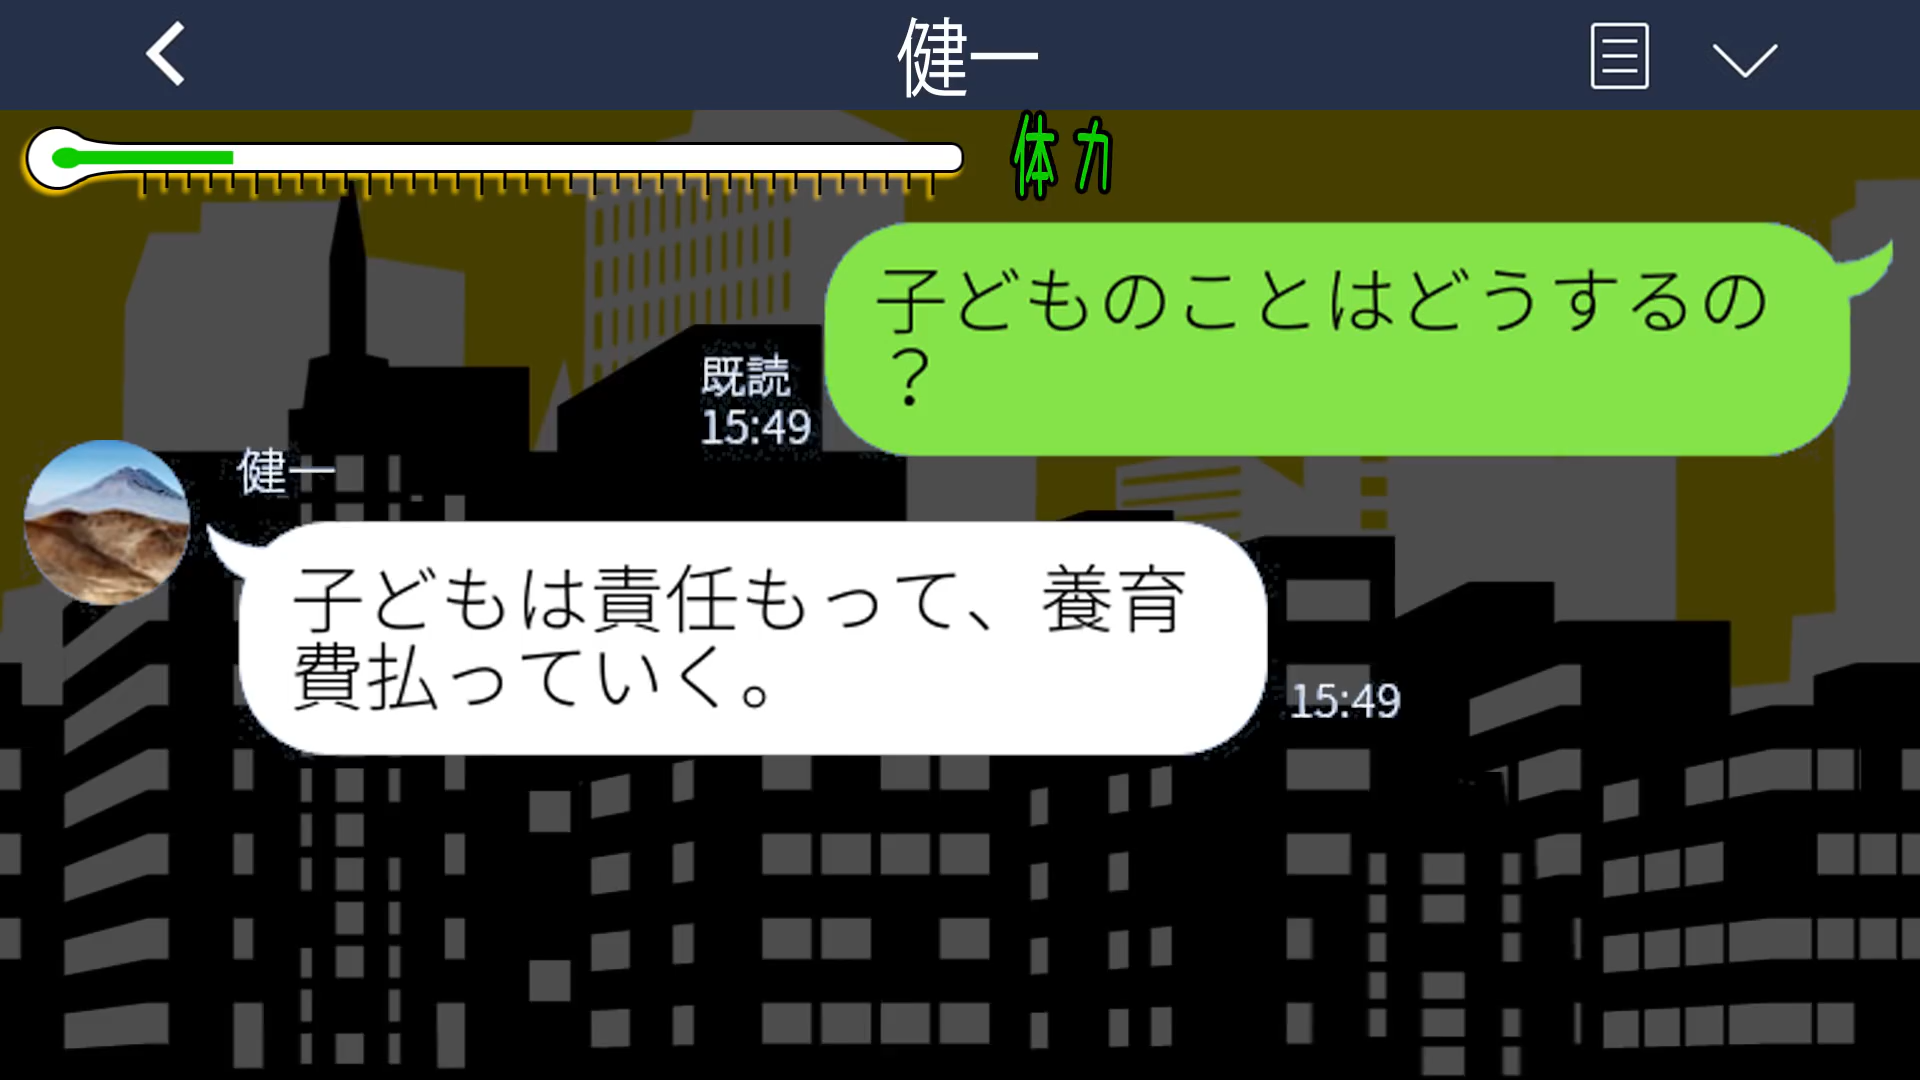 健一
体力
子どものことはどうするの
？
既読
15:49
健一
子どもは責任もって、養育
費払っていく。
15:49